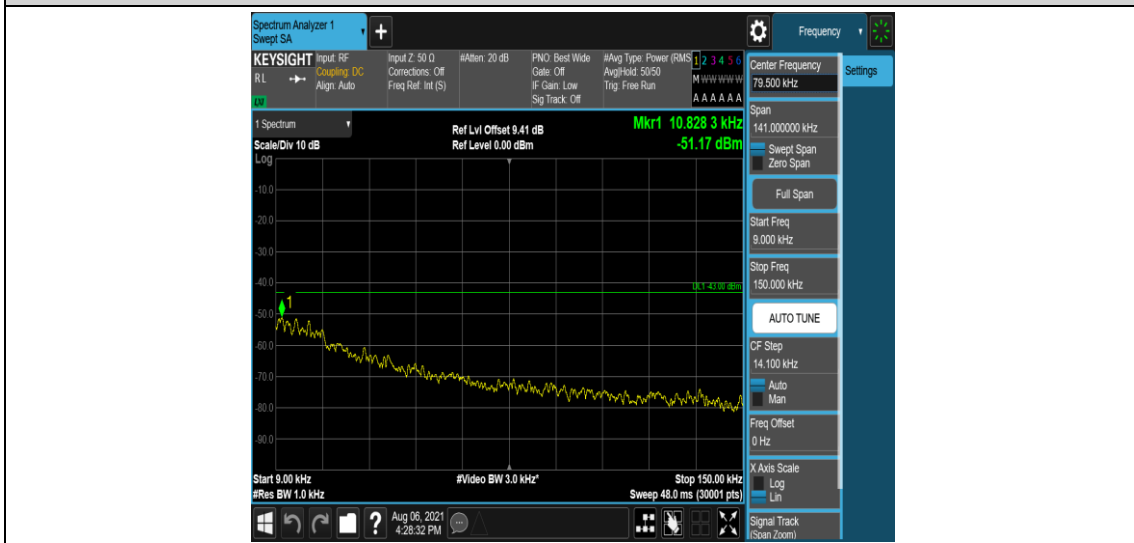 Spectrum Analyzer 1
Swept SA
+
Frequency
KEYSIGHT
Input: RF
Input Z: 50 Ω
#Atten: 20 dB
PNO: Best Wide
#Avg Type: Power (RMS
1 2 3 4 5 6
RL
Coupling: DC
Corrections: Off
Gate: Off
Avg|Hold: 50/50
M W W W W W
Align: Auto
Freq Ref: Int (S)
IF Gain: Low
Trig: Free Run
Sig Track: Off
A A A A A A
LXI
1 Spectrum
Ref Lvl Offset 9.41 dB
Mkr1 10.828 3 kHz
Scale/Div 10 dB
Ref Level 0.00 dBm
-51.17 dBm
Log
-10.0
-20.0
-30.0
-40.0
DL1 -43.00 dBm
1
-50.0
-60.0
-70.0
-80.0
-90.0
Start 9.00 kHz
#Video BW 3.0 kHz*
Stop 150.00 kHz
#Res BW 1.0 kHz
Sweep 48.0 ms (30001 pts)
Center Frequency
79.500 kHz
Settings
Span
141.000000 kHz
Swept Span
Zero Span
Full Span
Start Freq
9.000 kHz
Stop Freq
150.000 kHz
AUTO TUNE
CF Step
14.100 kHz
Auto
Man
Freq Offset
0 Hz
X Axis Scale
Log
Lin
Signal Track
(Span Zoom)
?
Aug 06, 2021
4:28:32 PM